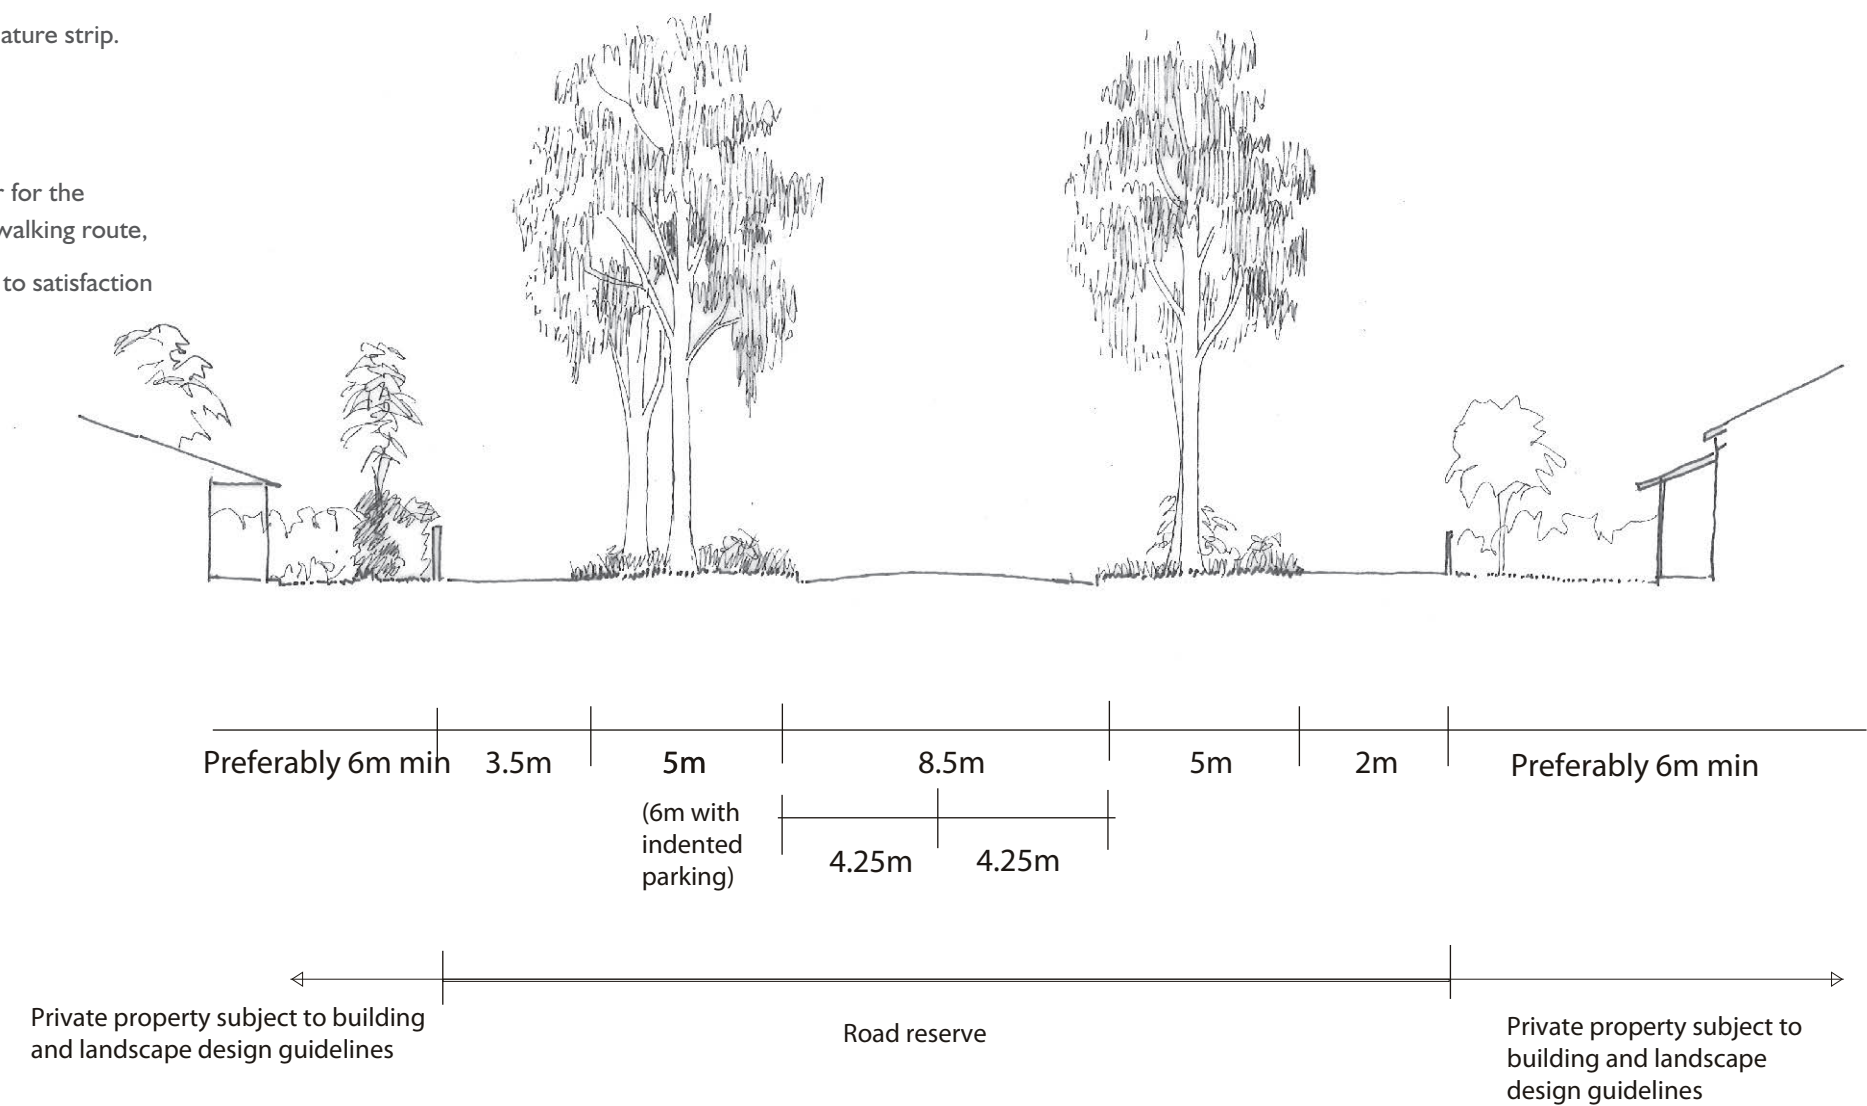 ature strip.
r for the
walking route,
to satisfaction
Preferably 6m min 3.5m 5m 8.5m 5m 2m Preferably 6m min
(6m with
indented
parking)
4.25m 4.25m
Private property subject to building
and landscape design guidelines
Road reserve
Private property subject to
building and landscape
design guidelines